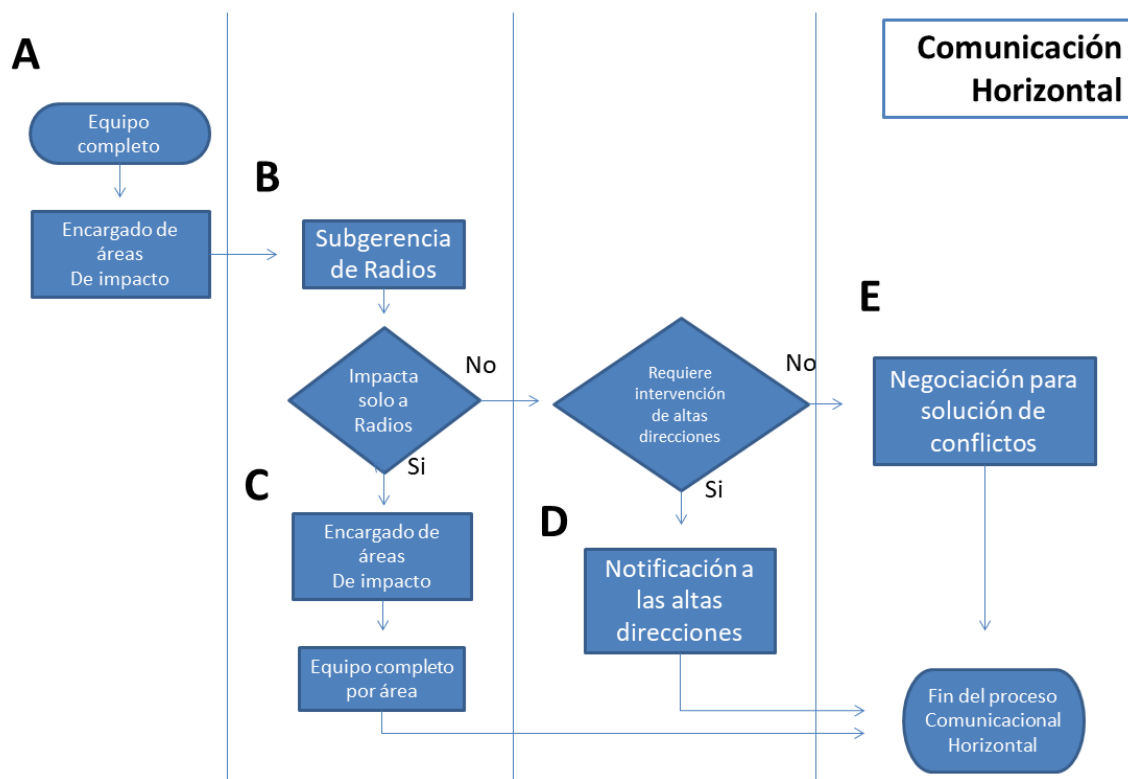 Comunicación
Horizontal
A
Equipo
completo
Encargado de
áreas
De impacto
B
Subgerencia
de Radios
Impacta
solo a
Radios
No
Si
C
Encargado de
áreas
De impacto
Equipo completo
por área
Requiere
intervención
de altas
direcciones
No
Si
D
Notificación a
las altas
direcciones
E
Negociación para
solución de
conflictos
Fin del proceso
Comunicacional
Horizontal